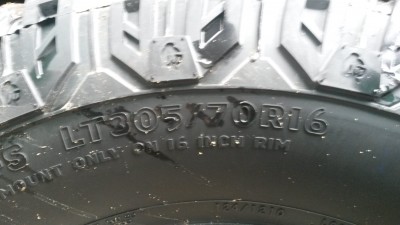 S LT305/70R16
MOUNT ONLY ON 16 INCH RIM